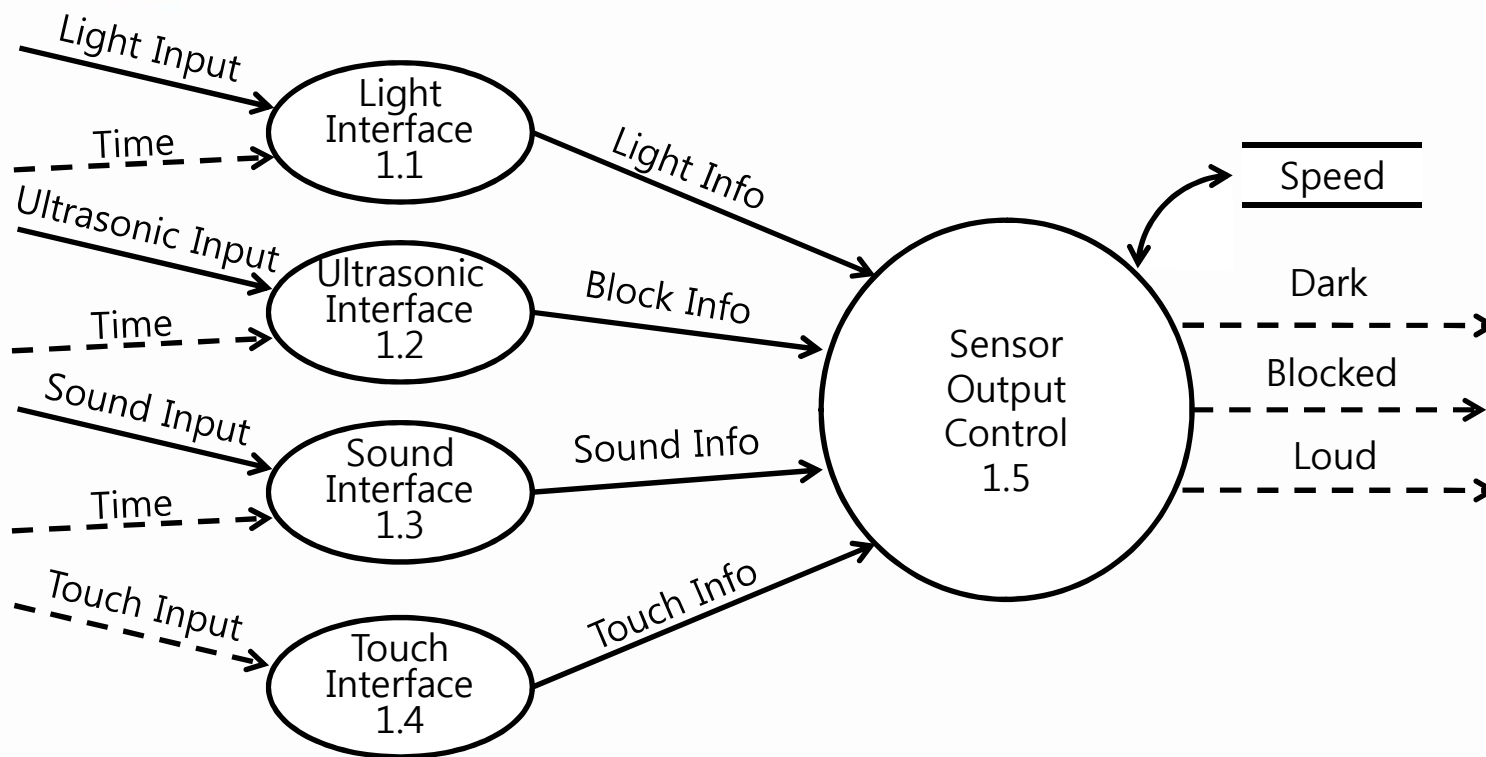 Light Input
Time
Light
Interface
1.1
Light Info
Ultrasonic Input
Time
Ultrasonic
Interface
1.2
Block Info
Sound Input
Time
Sound
Interface
1.3
Sound Info
Touch Input
Touch
Interface
1.4
Touch Info
Sensor
Output
Control
1.5
Speed
Dark
Blocked
Loud